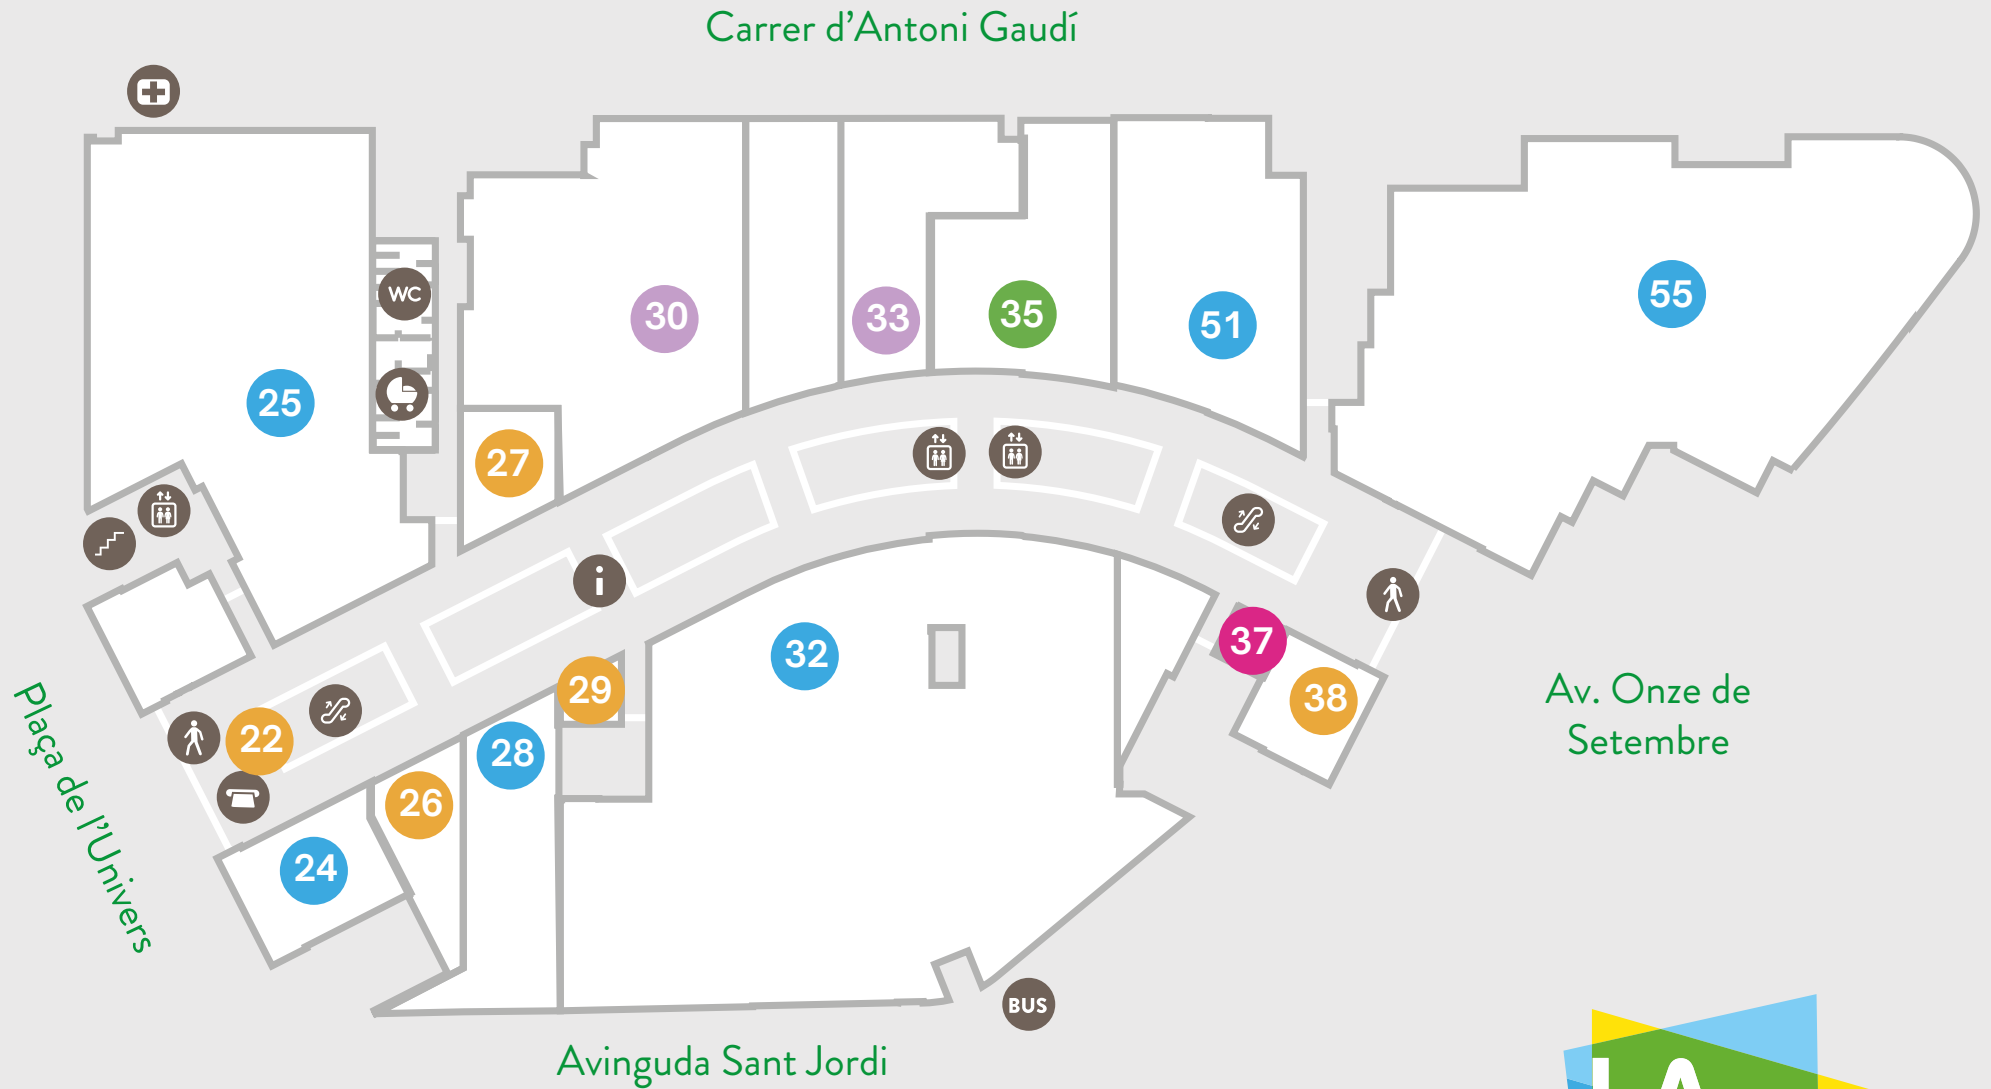 Carrer d'Antoni Gaudí
WC
30
33
35
51
55
25
27
i
37
32
29
38
Av. Onze de
Setembre
22
28
26
24
Plaça de l'Univers
BUS
Avinguda Sant Jordi
LA